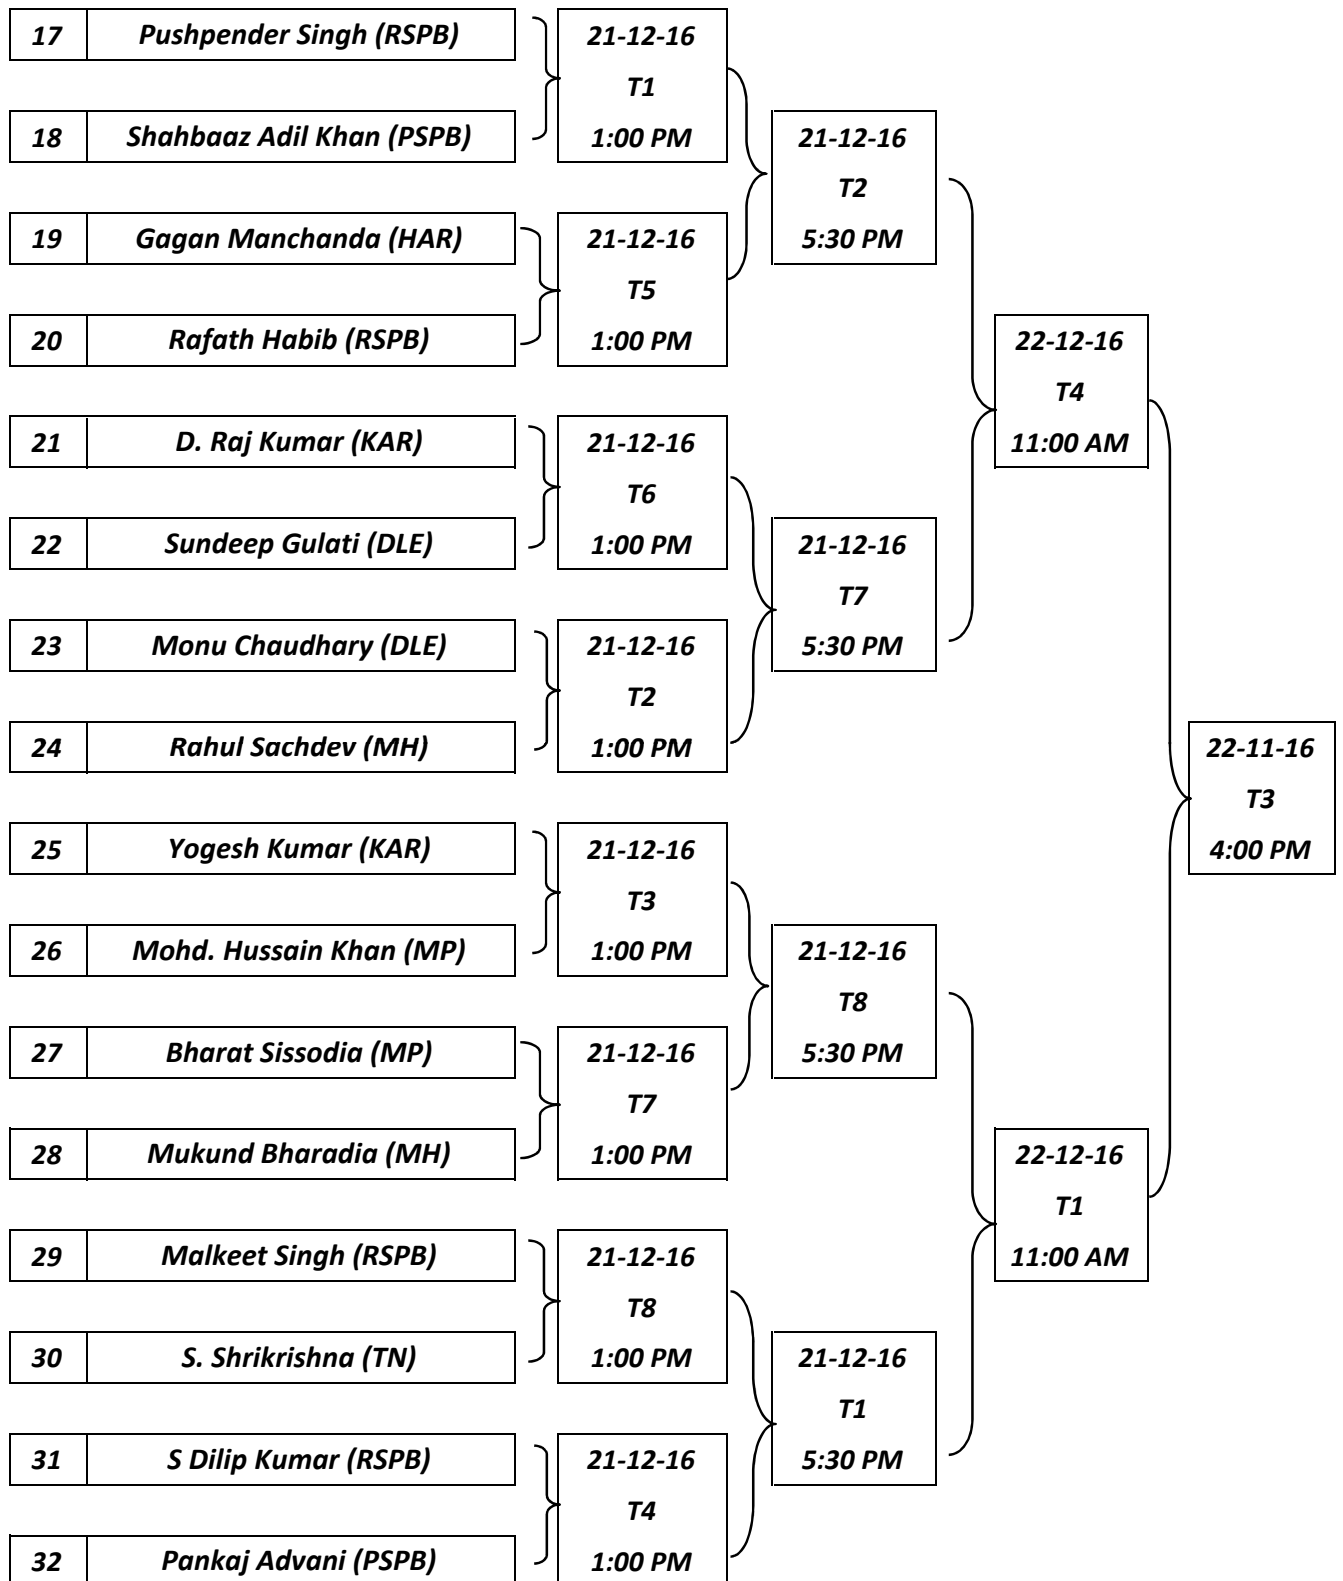 17 Pushpender Singh (RSPB) 21-12-16
T1
18 Shahbaaz Adil Khan (PSPB) 1:00 PM 21-12-16
T2
19 Gagan Manchanda (HAR) 21-12-16 5:30 PM
T5
20 Rafath Habib (RSPB) 1:00 PM 22-12-16
T4
21 D. Raj Kumar (KAR) 21-12-16 11:00 AM
T6
22 Sundeep Gulati (DLE) 1:00 PM 21-12-16
T7
23 Monu Chaudhary (DLE) 21-12-16 5:30 PM
T2
24 Rahul Sachdev (MH) 1:00 PM 22-11-16
T3
25 Yogesh Kumar (KAR) 21-12-16 4:00 PM
T3
26 Mohd. Hussain Khan (MP) 1:00 PM 21-12-16
T8
27 Bharat Sissodia (MP) 21-12-16 5:30 PM
T7
28 Mukund Bharadia (MH) 1:00 PM 22-12-16
T1
29 Malkeet Singh (RSPB) 21-12-16 11:00 AM
T8
30 S. Shrikrishna (TN) 1:00 PM 21-12-16
T1
31 S Dilip Kumar (RSPB) 21-12-16 5:30 PM
T4
32 Pankaj Advani (PSPB) 1:00 PM